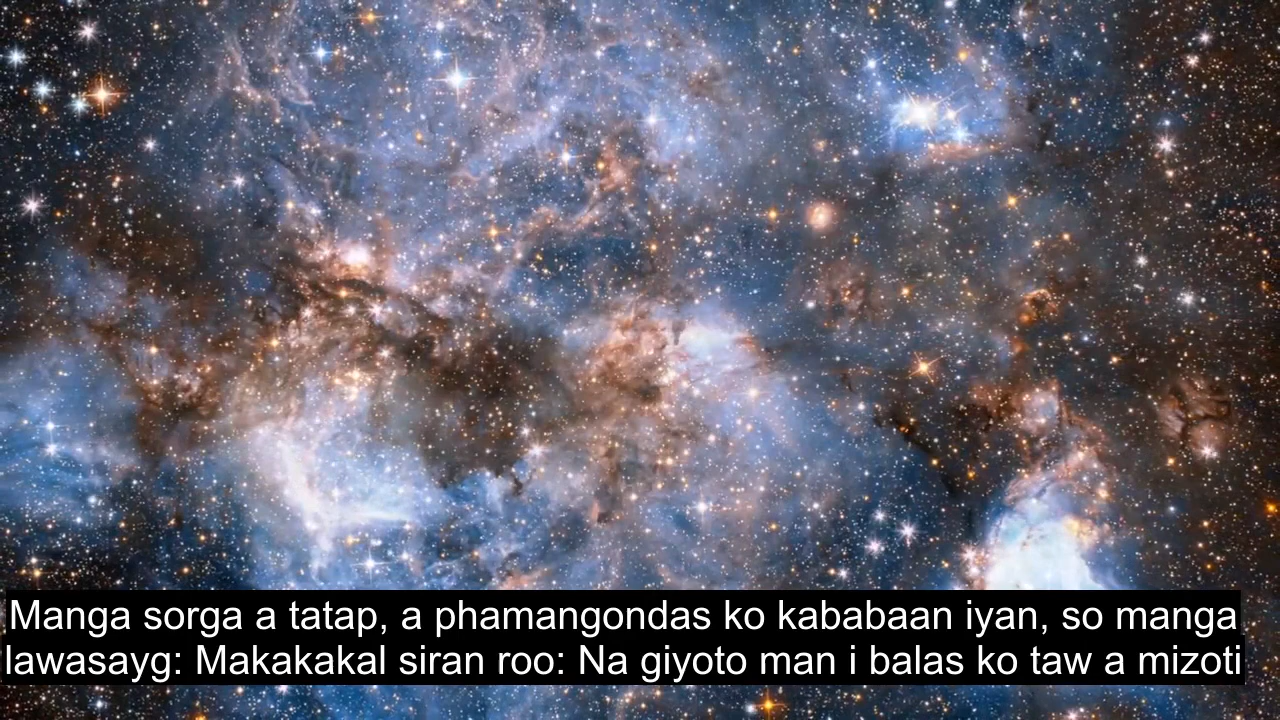 Manga sorga a tatap, a phamangondas ko kababaan iyan, so manga
lawasayg: Makakakal siran roo: Na giyoto man i balas ko taw a mizoti